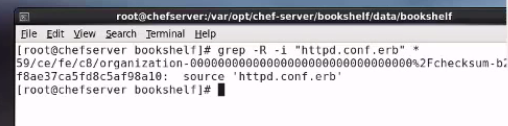 root@chefserver:/var/opt/chef-server/bookshelf/data/bookshelf
File Edit View Search Terminal Help
[root@chefserver bookshelf]# grep -R -i "httpd.conf.erb" *
59/ce/fe/c8/organization-00000000000000000000000000000000%2Fchecksum-b2
f8ae37ca5fd8c5af98a10:  source 'httpd.conf.erb'
[root@chefserver bookshelf]#